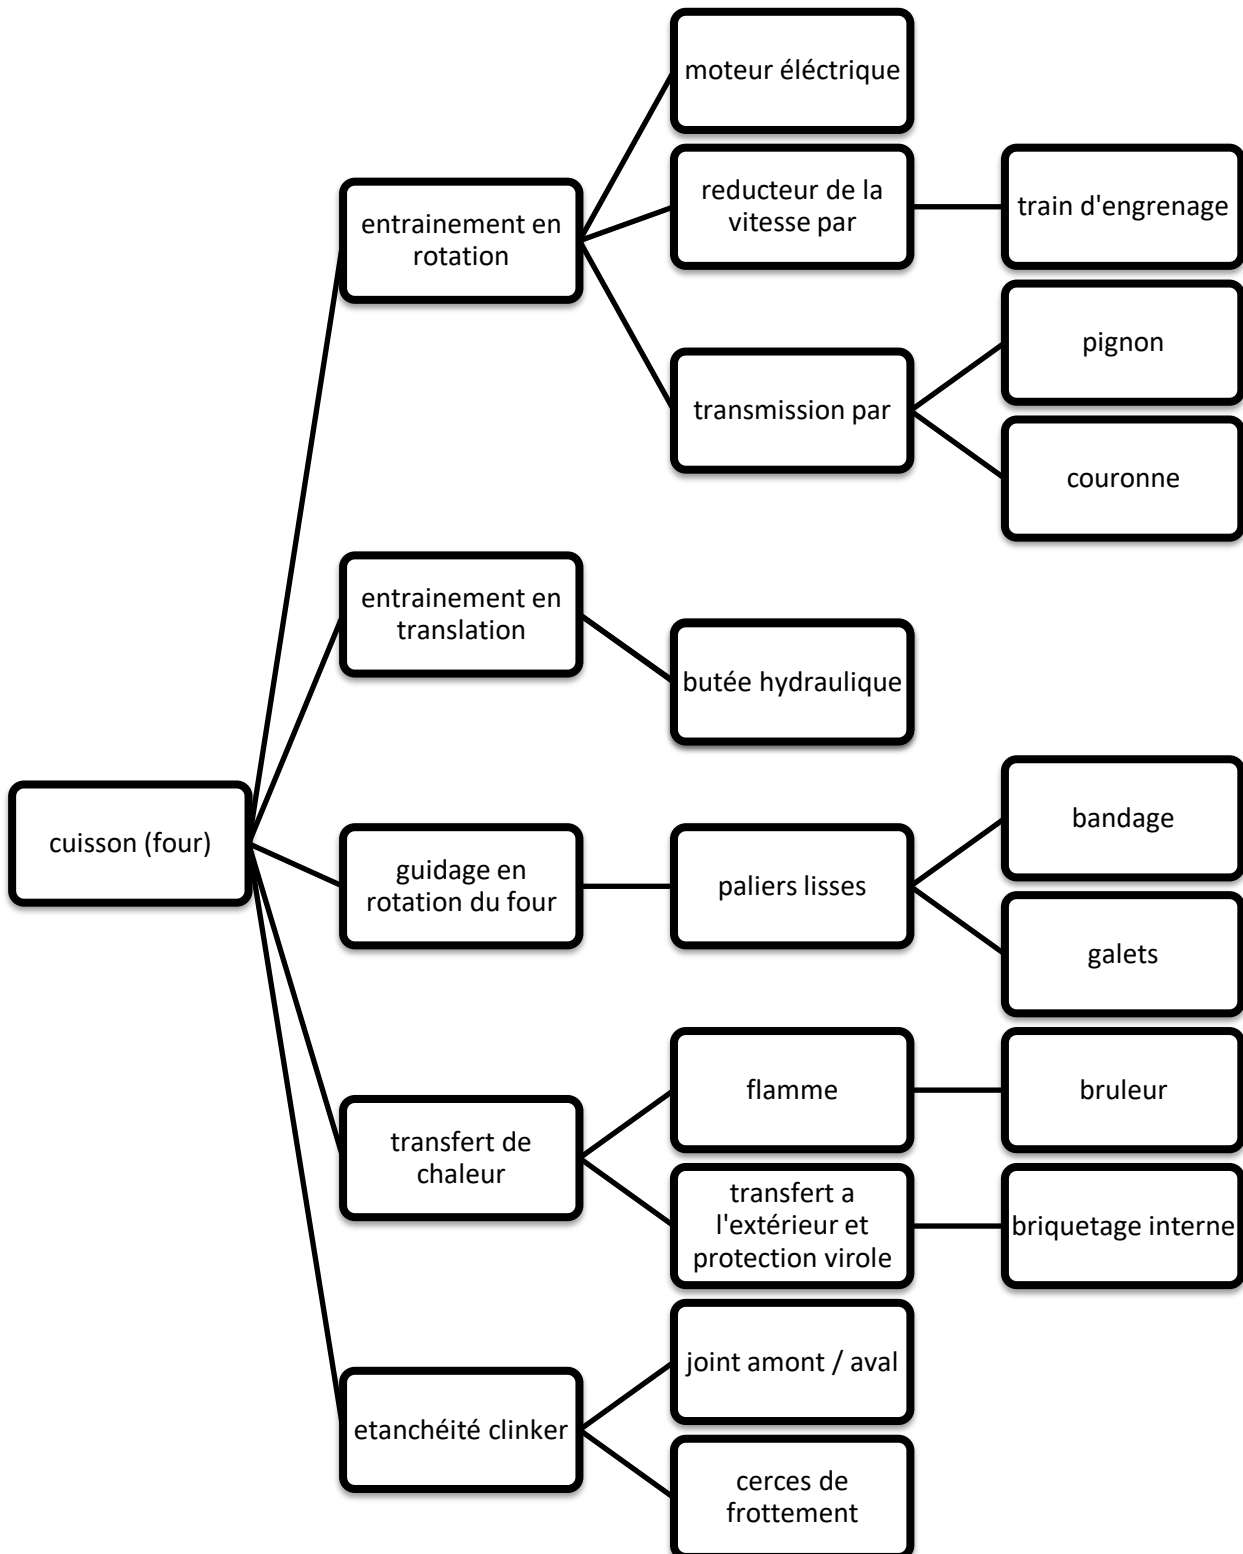 moteur éléctrique
reducteur de la
vitesse par
train d'engrenage
entrainement en
rotation
pignon
transmission par
couronne
entrainement en
translation
butée hydraulique
bandage
cuisson (four)
guidage en
rotation du four
paliers lisses
galets
flamme
bruleur
transfert de
chaleur
transfert a
l'extérieur et
protection virole
briquetage interne
joint amont / aval
etanchéité clinker
cerces de
frottement